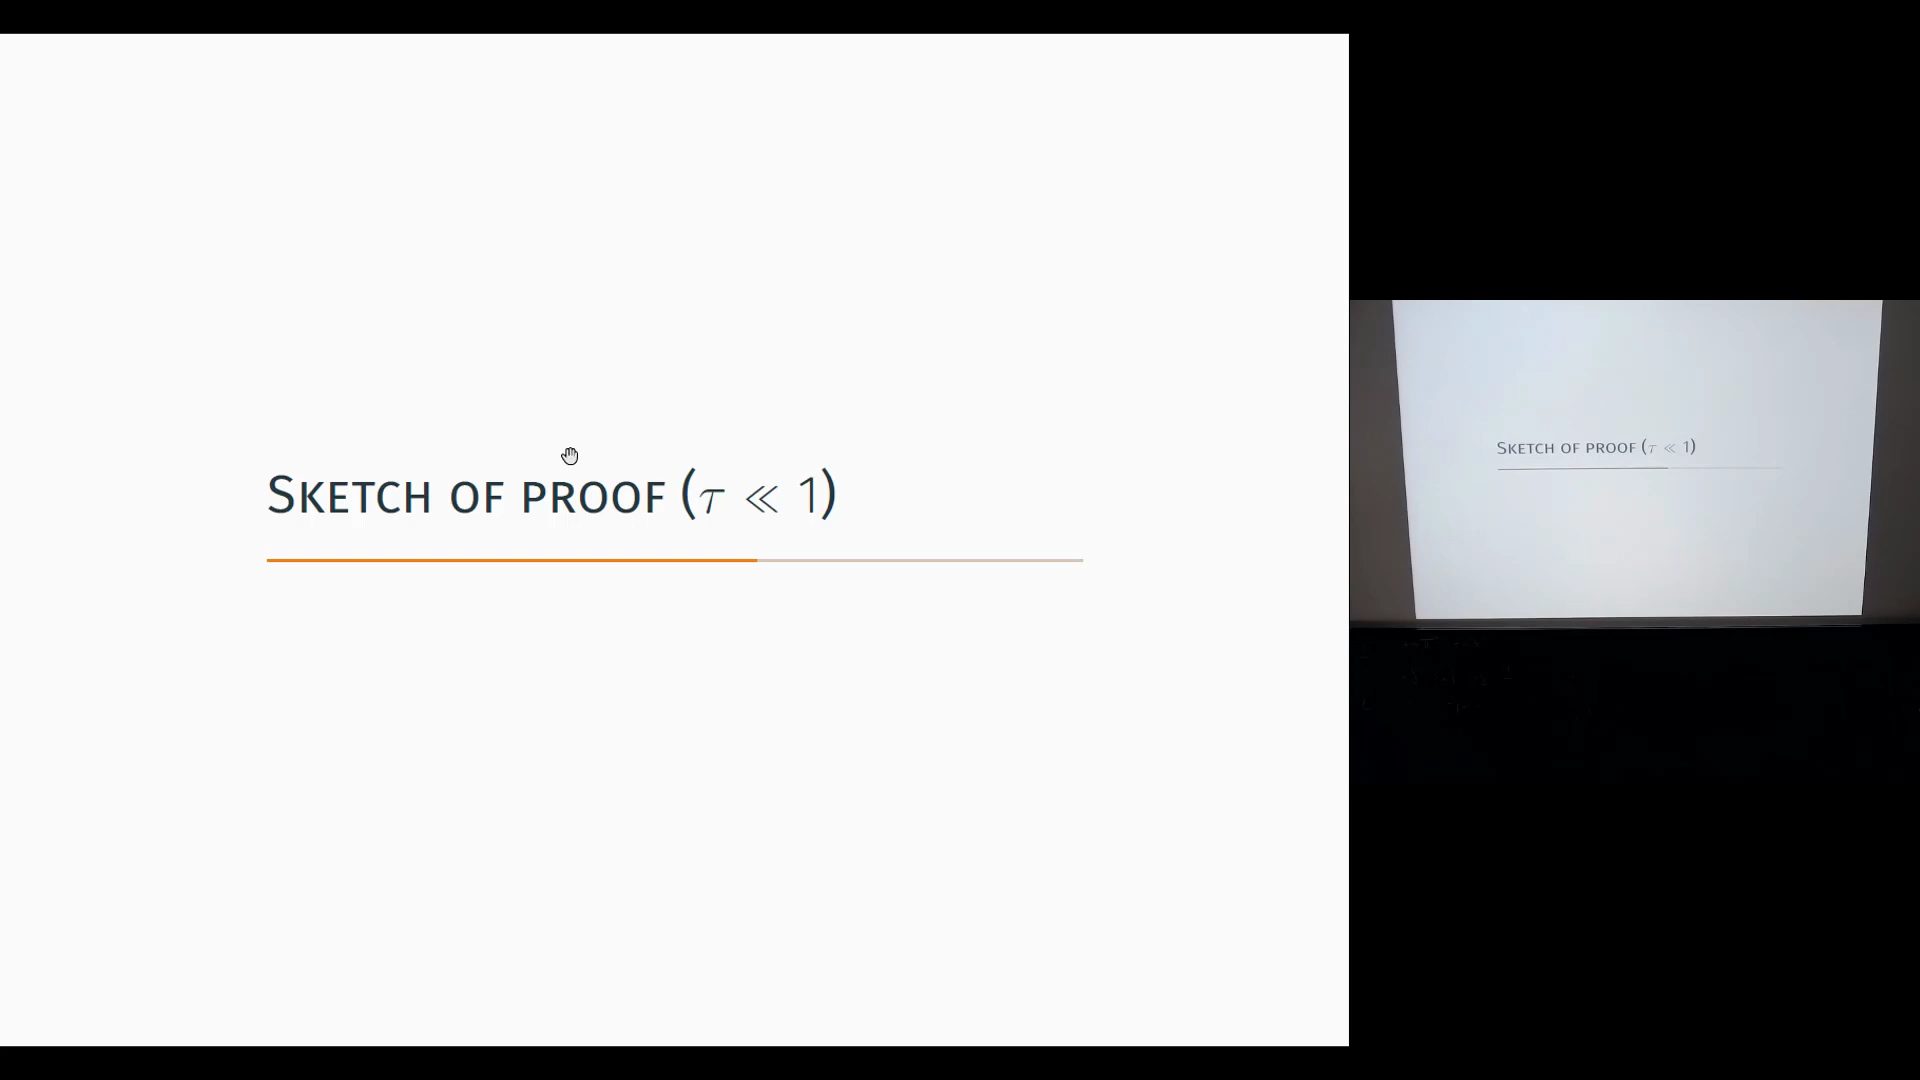 Sketch of proof (τ ≪ 1)
Sketch of proof (τ ≪ 1)